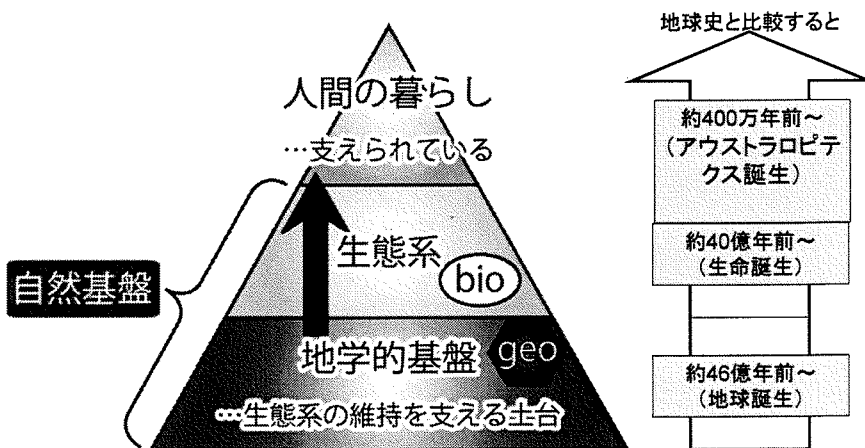 地球史と比較すると
人間の暮らし
…支えられている
約400万年前～
（アウストラロピテ
クス誕生）
生態系
bio
約40億年前～
（生命誕生）
自然基盤
地学的基盤
geo
…生態系の維持を支える土台
約46億年前～
（地球誕生）